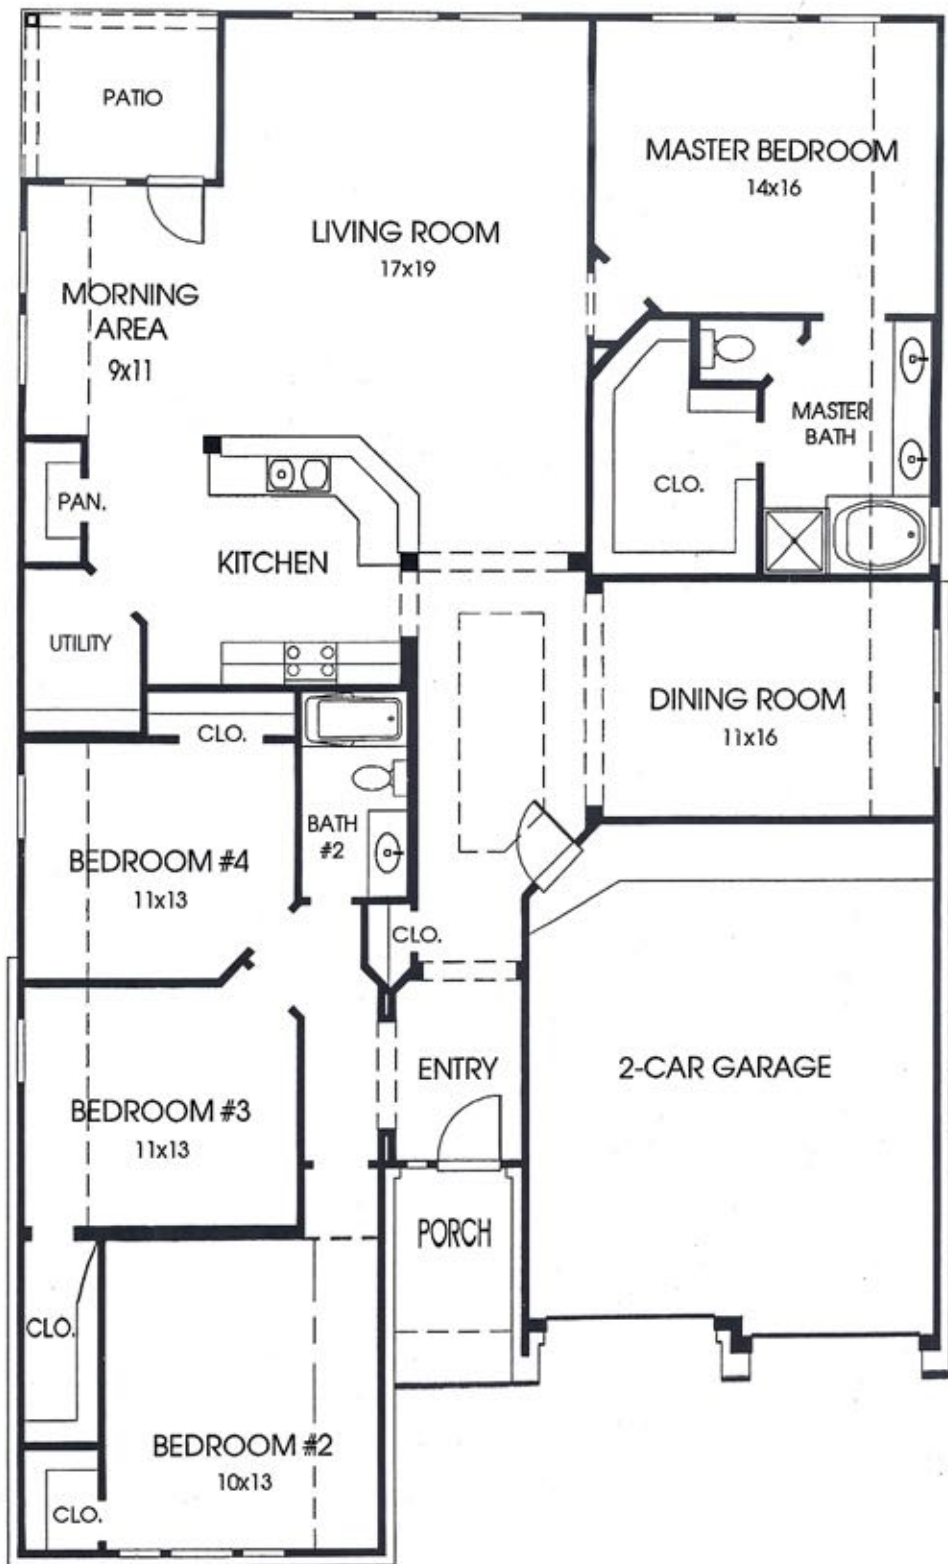 PATIO
MASTER BEDROOM
14x16
LIVING ROOM
17x19
MORNING
AREA
9x11
MASTER
BATH
CLO.
PAN.
KITCHEN
UTILITY
DINING ROOM
11x16
CLO.
BATH
#2
BEDROOM #4
11x13
CLO.
ENTRY
2-CAR GARAGE
BEDROOM #3
11x13
PORCH
CLO.
BEDROOM #2
10x13
CLO.